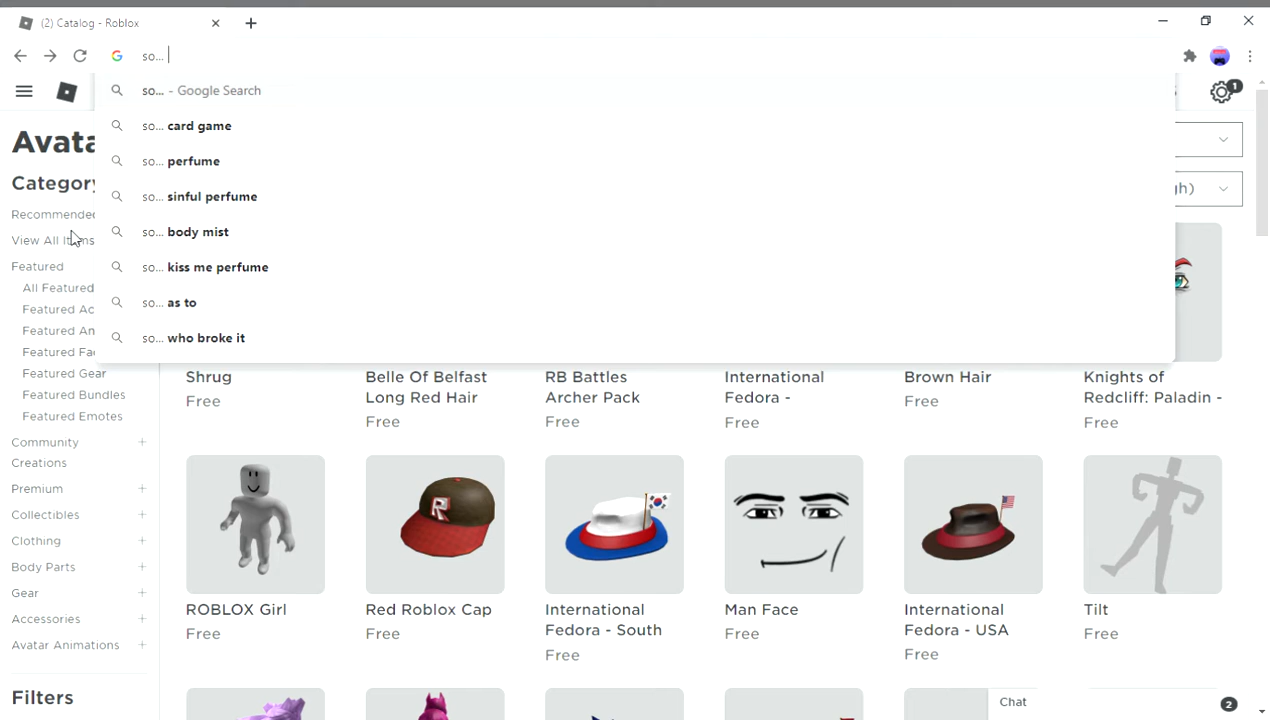 (2) Catalog - Roblox
so...
so... - Google Search
so... card game
so... perfume
so... sinful perfume
so... body mist
so... kiss me perfume
so... as to
so... who broke it
1
Avata
Category
Recommended
View All Items
Featured
All Featured
Featured Ac
Featured An
Featured Fac
Featured Gear
Featured Bundles
Featured Emotes
Community
Creations
Premium
Collectibles
Clothing
Body Parts
Gear
Accessories
Avatar Animations
Filters
gh)
Shrug
Free
Belle Of Belfast
Long Red Hair
Free
RB Battles
Archer Pack
Free
International
Fedora -
Free
Brown Hair
Free
Knights of
Redcliff: Paladin -
Free
R
ROBLOX Girl
Free
Red Roblox Cap
Free
International
Fedora - South
Free
Man Face
Free
International
Fedora - USA
Free
Tilt
Free
Chat
2